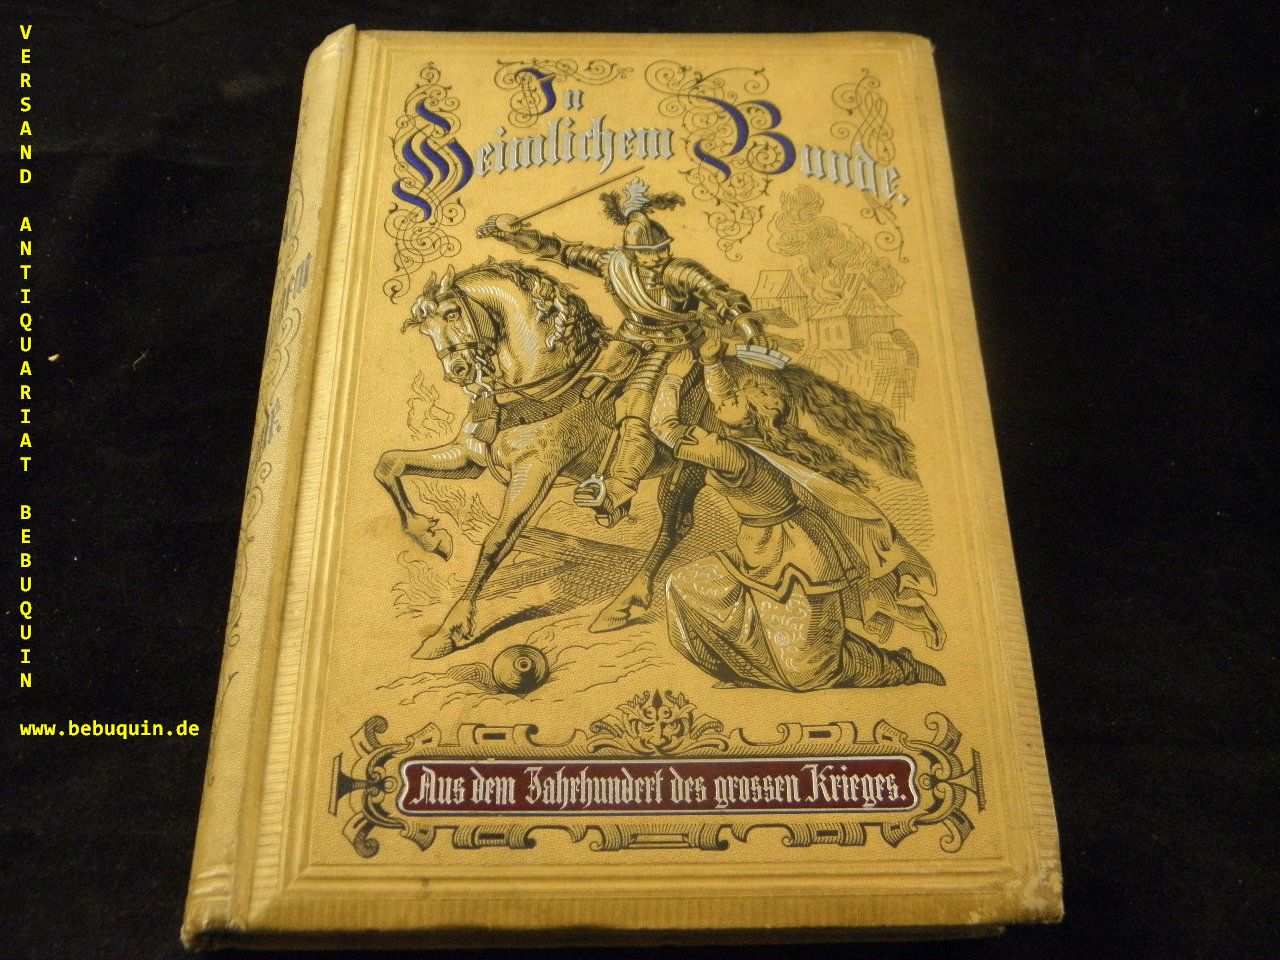 VERSAND ANTIQUARIAT BEBUQUIN
www.bebuquin.de
In
Heimlichem Bunde.
Aus dem Jahrhundert des grossen Krieges.